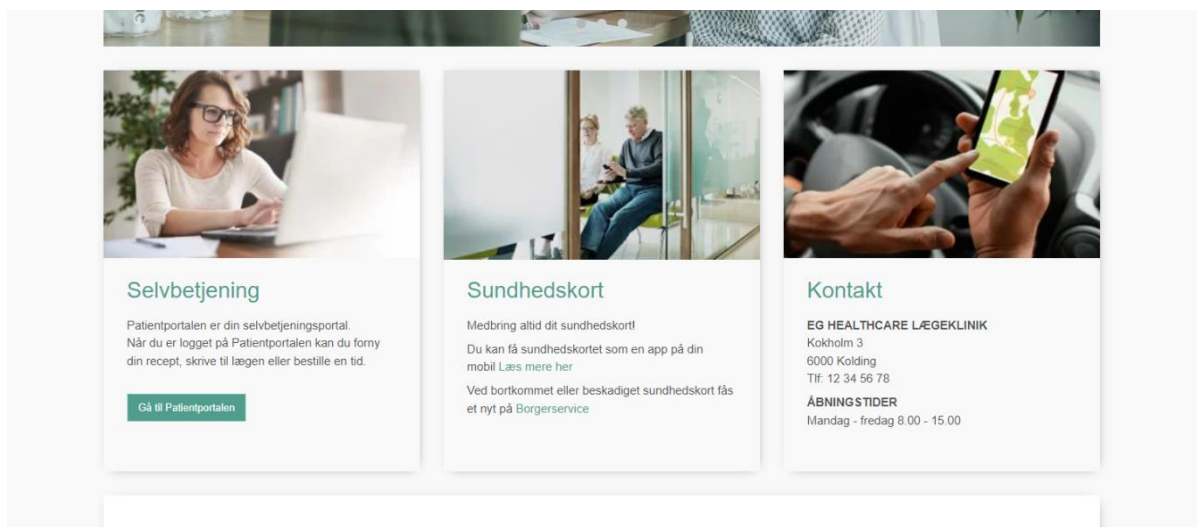 Selvbetjening
Patientportalen er din selvbetjeningsportal.
Når du er logget på Patientportalen kan du forny
din recept, skrive til lægen eller bestille en tid.
Gå til Patientportalen
Sundhedskort
Medbring altid dit sundhedskort!
Du kan få sundhedskortet som en app på din
mobil Læs mere her
Ved bortkommet eller beskadiget sundhedskort fås
et nyt på Borgerservice
Kontakt
EG HEALTHCARE LÆGEKLINIK
Kokholm 3
6000 Kolding
Tlf: 12 34 56 78
ÅBNINGSTIDER
Mandag - fredag 8.00 - 15.00